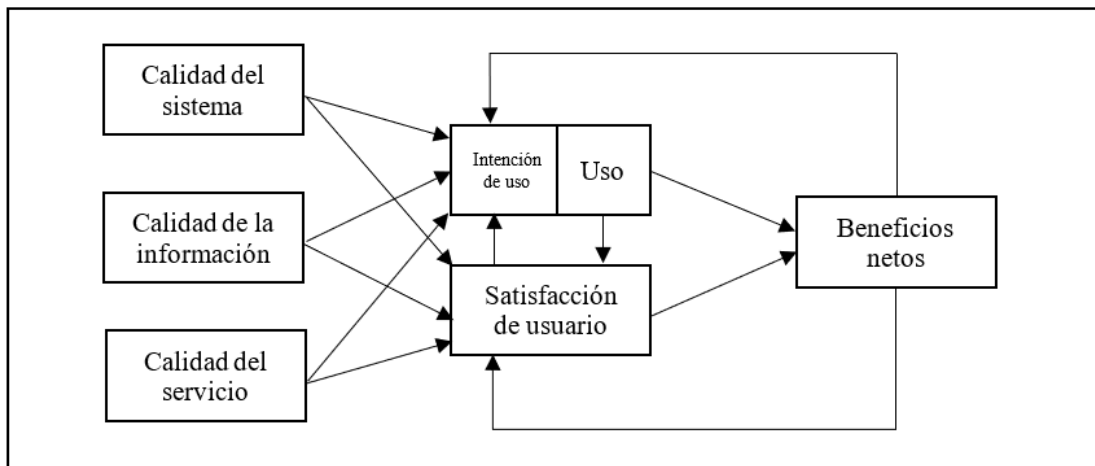 Calidad del
sistema
Calidad de la
información
Calidad del
servicio
Intención
de uso
Uso
Satisfacción
de usuario
Beneficios
netos